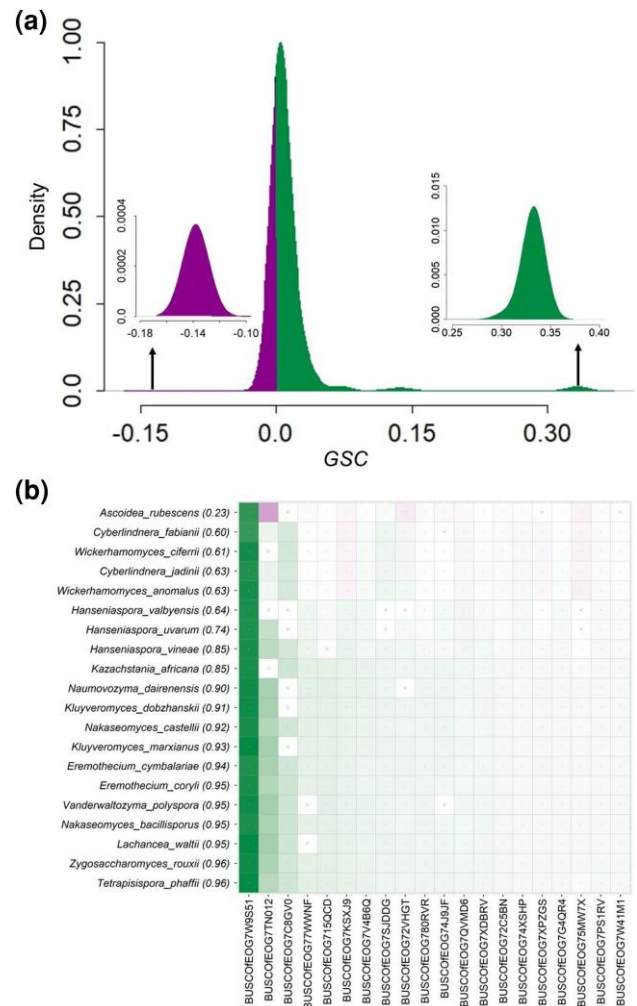 (a)
1.00
0.75
0.50
0.25
0.0
Density
0.0004
0.0002
0.0
-0.18
-0.14
-0.10
0.015
0.010
0.005
0.000
0.25
0.30
0.35
0.40
-0.15
0.0
0.15
0.30
GSC
(b)
Ascoidea_rubescens (0.23)
Cyberlindnera_fabianii (0.60)
Wickerhamomyces_ciferrii (0.61)
Cyberlindnera_jadinii (0.63)
Wickerhamomyces_anomalus (0.63)
Hanseniaspora_valbyensis (0.64)
Hanseniaspora_uvarum (0.74)
Hanseniaspora_vineae (0.85)
Kazachstania_africana (0.85)
Naumovozyma_dairenensis (0.90)
Kluyveromyces_dobzhanskii (0.91)
Nakaseomyces_castellii (0.92)
Kluyveromyces_marxianus (0.93)
Eremothecium_cymbalariae (0.94)
Eremothecium_coryli (0.95)
Vanderwaltozyma_polyspora (0.95)
Nakaseomyces_bacillisporus (0.95)
Lachancea_waltii (0.95)
Zygosaccharomyces_rouxii (0.96)
Tetrapisispora_phaffii (0.96)
BUSCOfEOG7W9S51
BUSCOfEOG7TN012
BUSCOfEOG7C8GV0
BUSCOfEOG77WWNF
BUSCOfEOG715QCD
BUSCOfEOG7KSXJ9
BUSCOfEOG7V4B6Q
BUSCOfEOG7SJDDG
BUSCOfEOG72VHGT
BUSCOfEOG780RVR
BUSCOfEOG74J9JF
BUSCOfEOG7QVMD6
BUSCOfEOG7XDBRV
BUSCOfEOG72C5BN
BUSCOfEOG74XSHP
BUSCOfEOG7XPZGS
BUSCOfEOG7G4QR4
BUSCOfEOG75MW7X
BUSCOfEOG7PS1RV
BUSCOfEOG7W41M1